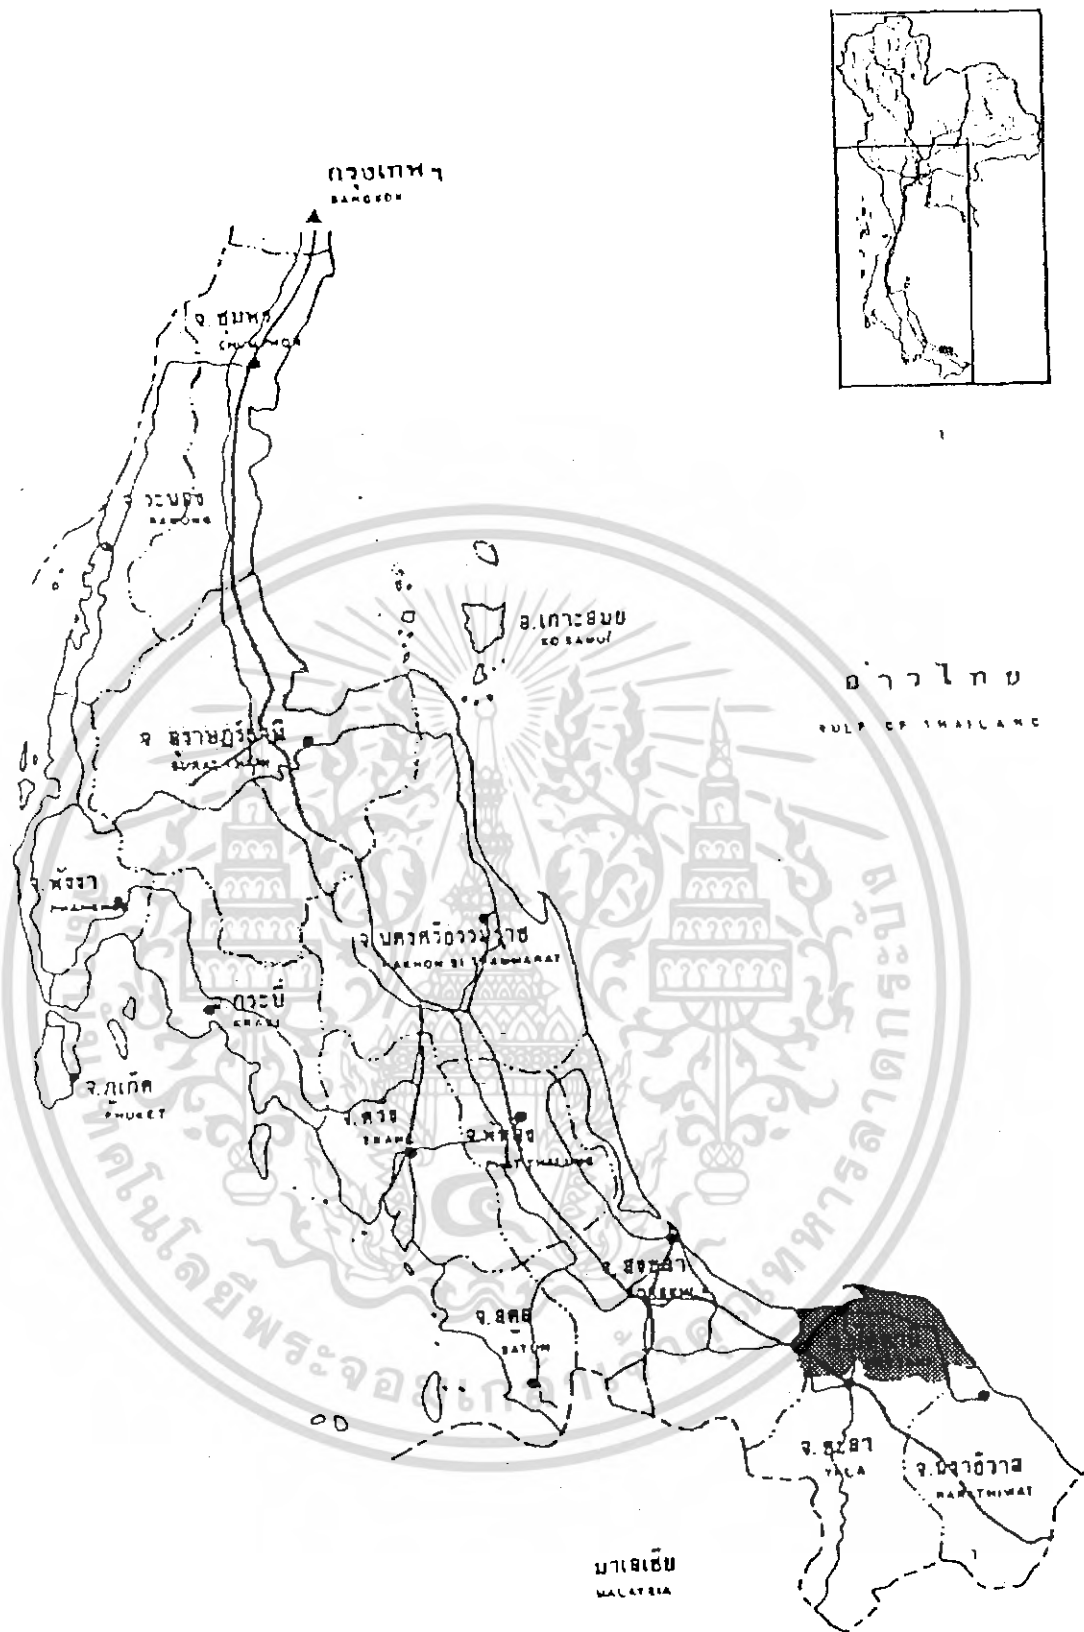 กรุงเทพฯ
BANGKOK
จ.ชุมพร
CHUMPHON
จ.ระนอง
RANONG
อ.เกาะสมุย
KO SAMUI
อ่าวไทย
GULF OF THAILAND
จ.สุราษฎร์ธานี
SURAT THANI
จ.พังงา
PHANGNGA
จ.นครศรีธรรมราช
NAKHON SI THAMMARAT
จ.กระบี่
KRABI
จ.ภูเก็ต
PHUKET
จ.ตรัง
TRANG
จ.พัทลุง
PHATTHALUNG
จ.สงขลา
SONGKHLA
จ.สตูล
SATUN
จ.ยะลา
YALA
จ.นราธิวาส
NARATHIWAT
มาเลเซีย
MALAYSIA